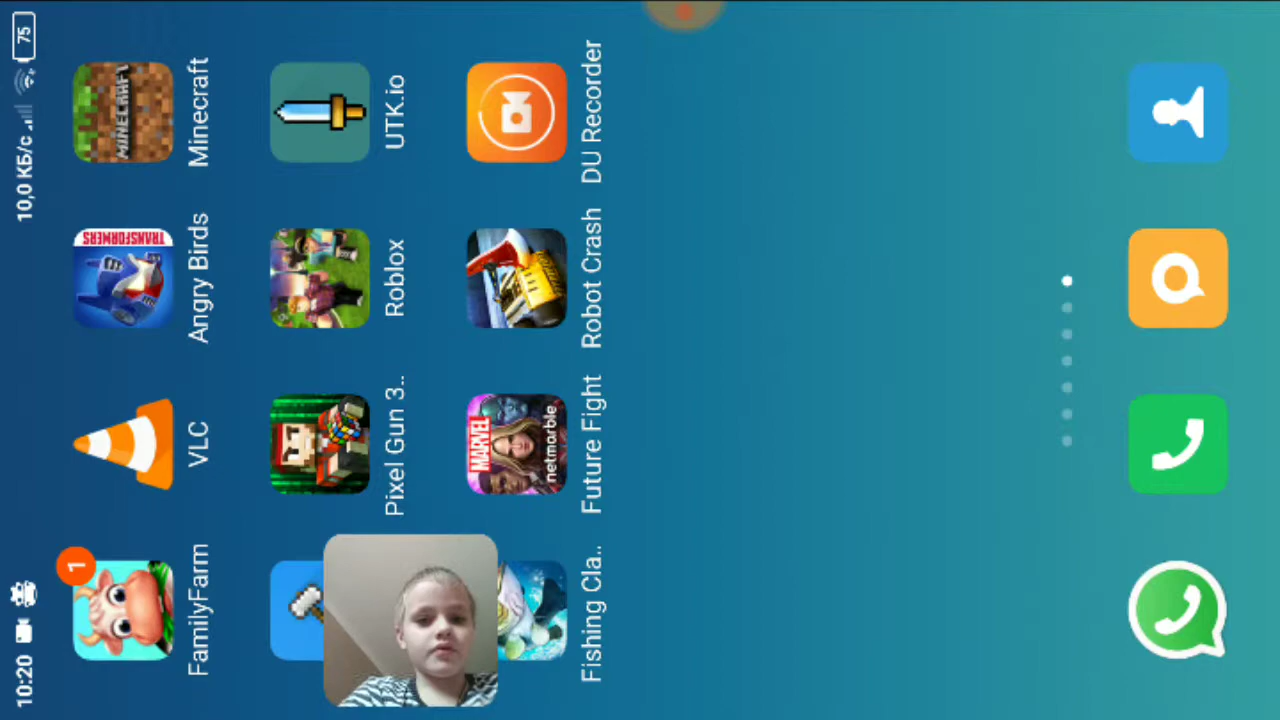 10:20
10,0 КБ/с
75
1
FamilyFarm
VLC
TRANSFORMERS
Angry Birds
MINECRAFT
Minecraft
Pixel Gun 3..
Roblox
UTK.io
Fishing Cla..
MARVEL
netmarble
Future Fight
Robot Crash
DU Recorder